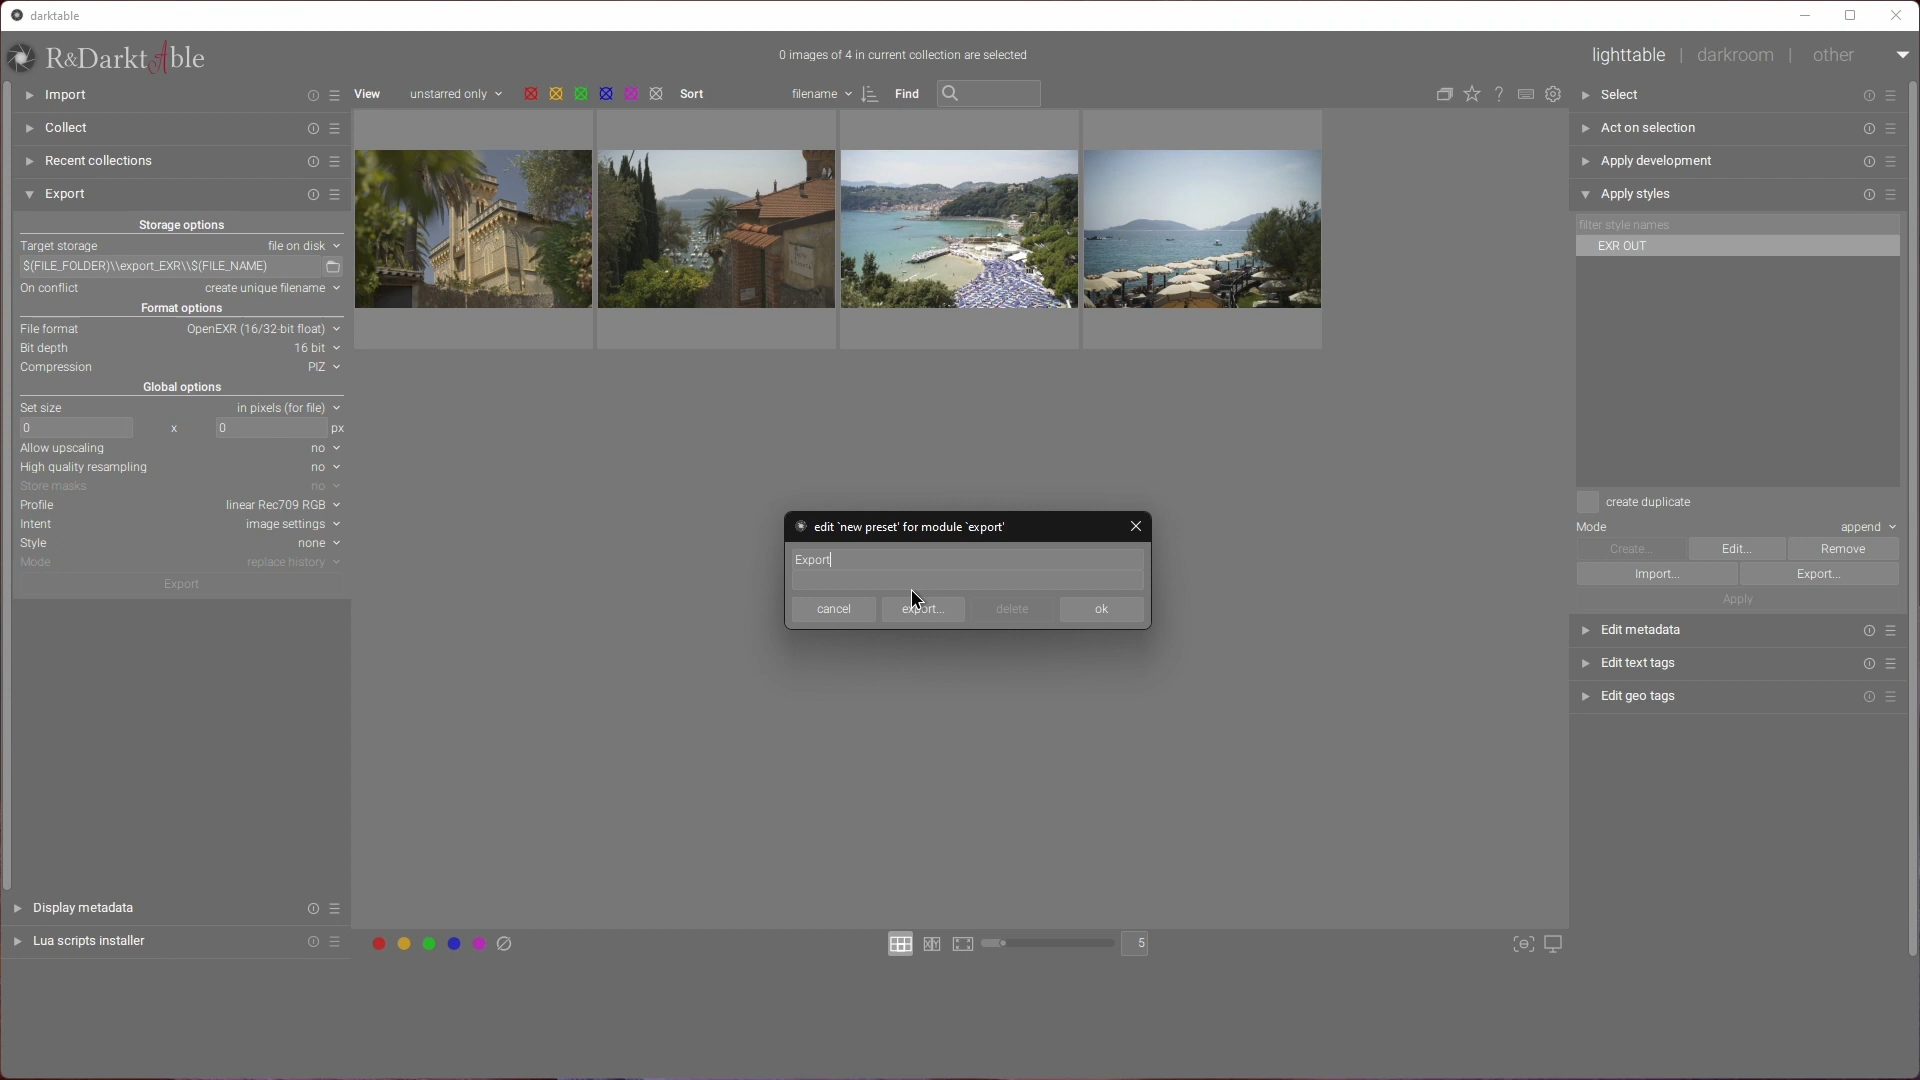 darktable
R&DarktAble
0 images of 4 in current collection are selected
lighttable | darkroom | other
Import
Collect
Recent collections
Export
Storage options
Target storage file on disk
$(FILE_FOLDER)\\export_EXR\\$(FILE_NAME)
On conflict create unique filename
Format options
File format OpenEXR (16/32-bit float)
Bit depth 16 bit
Compression PIZ
Global options
Set size in pixels (for file)
0 x 0 px
Allow upscaling no
High quality resampling no
Store masks no
Profile linear Rec709 RGB
Intent image settings
Style none
Mode replace history
Export
Display metadata
Lua scripts installer
View unstarred only Sort filename Find
?
edit `new preset' for module `export'
Export
cancel export... delete ok
5
Select
Act on selection
Apply development
Apply styles
filter style names
EXR OUT
create duplicate
Mode append
Create... Edit... Remove
Import... Export...
Apply
Edit metadata
Edit text tags
Edit geo tags